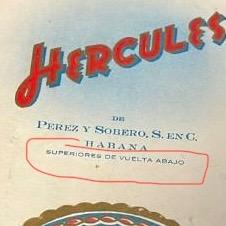 HERCULES
DE
PEREZ Y SOBERO, S. EN C.
HABANA
SUPERIORES DE VUELTA ABAJO